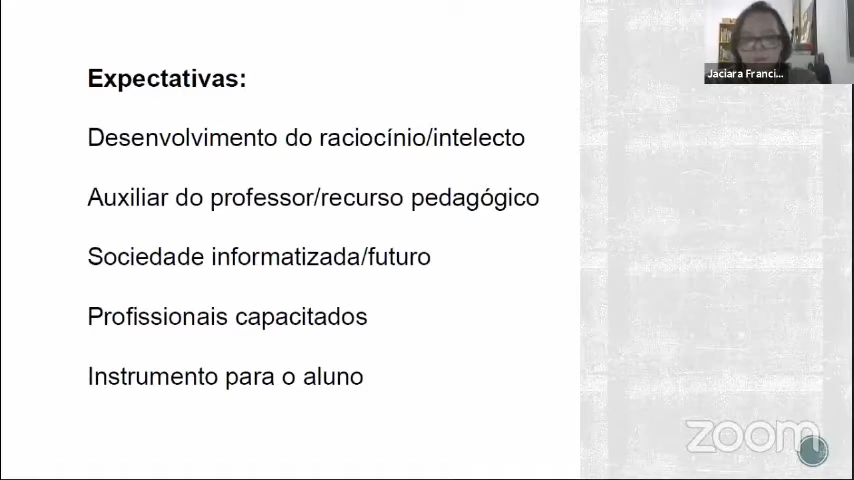 Jaciara Franci...
Expectativas:
Desenvolvimento do raciocínio/intelecto
Auxiliar do professor/recurso pedagógico
Sociedade informatizada/futuro
Profissionais capacitados
Instrumento para o aluno
zoom